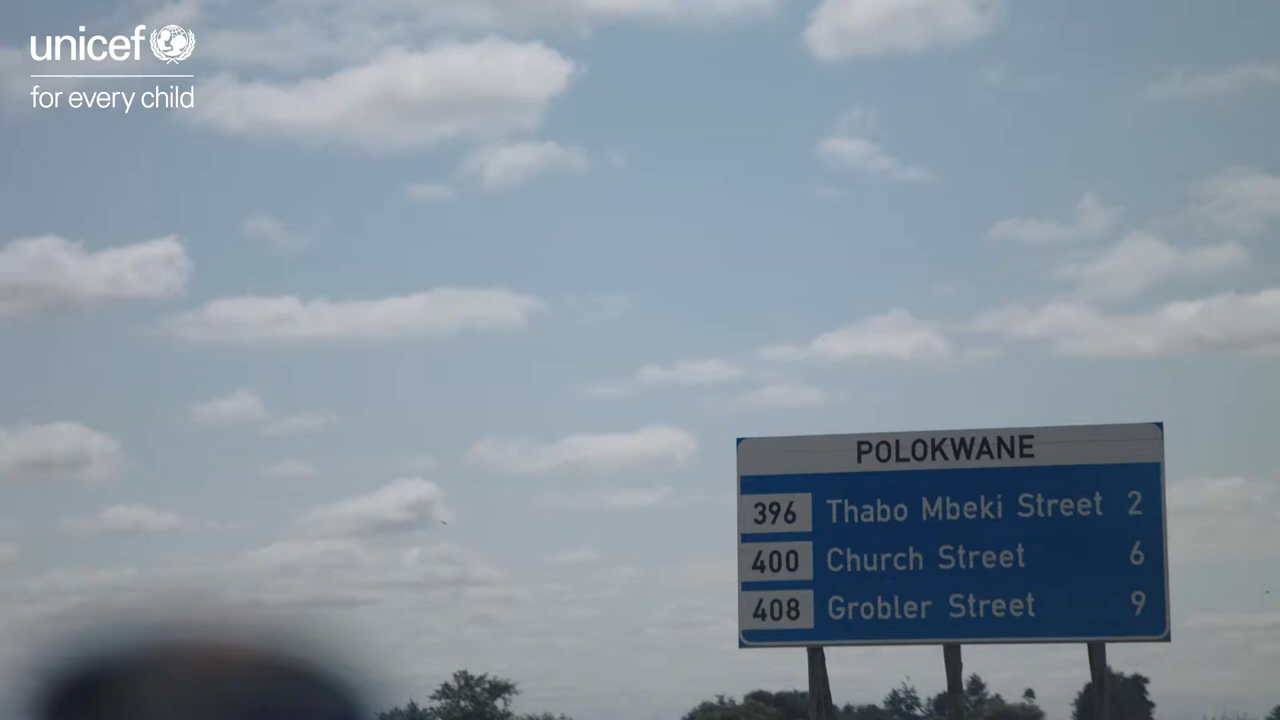 unicef
for every child
POLOKWANE
396 Thabo Mbeki Street 2
400 Church Street 6
408 Grobler Street 9